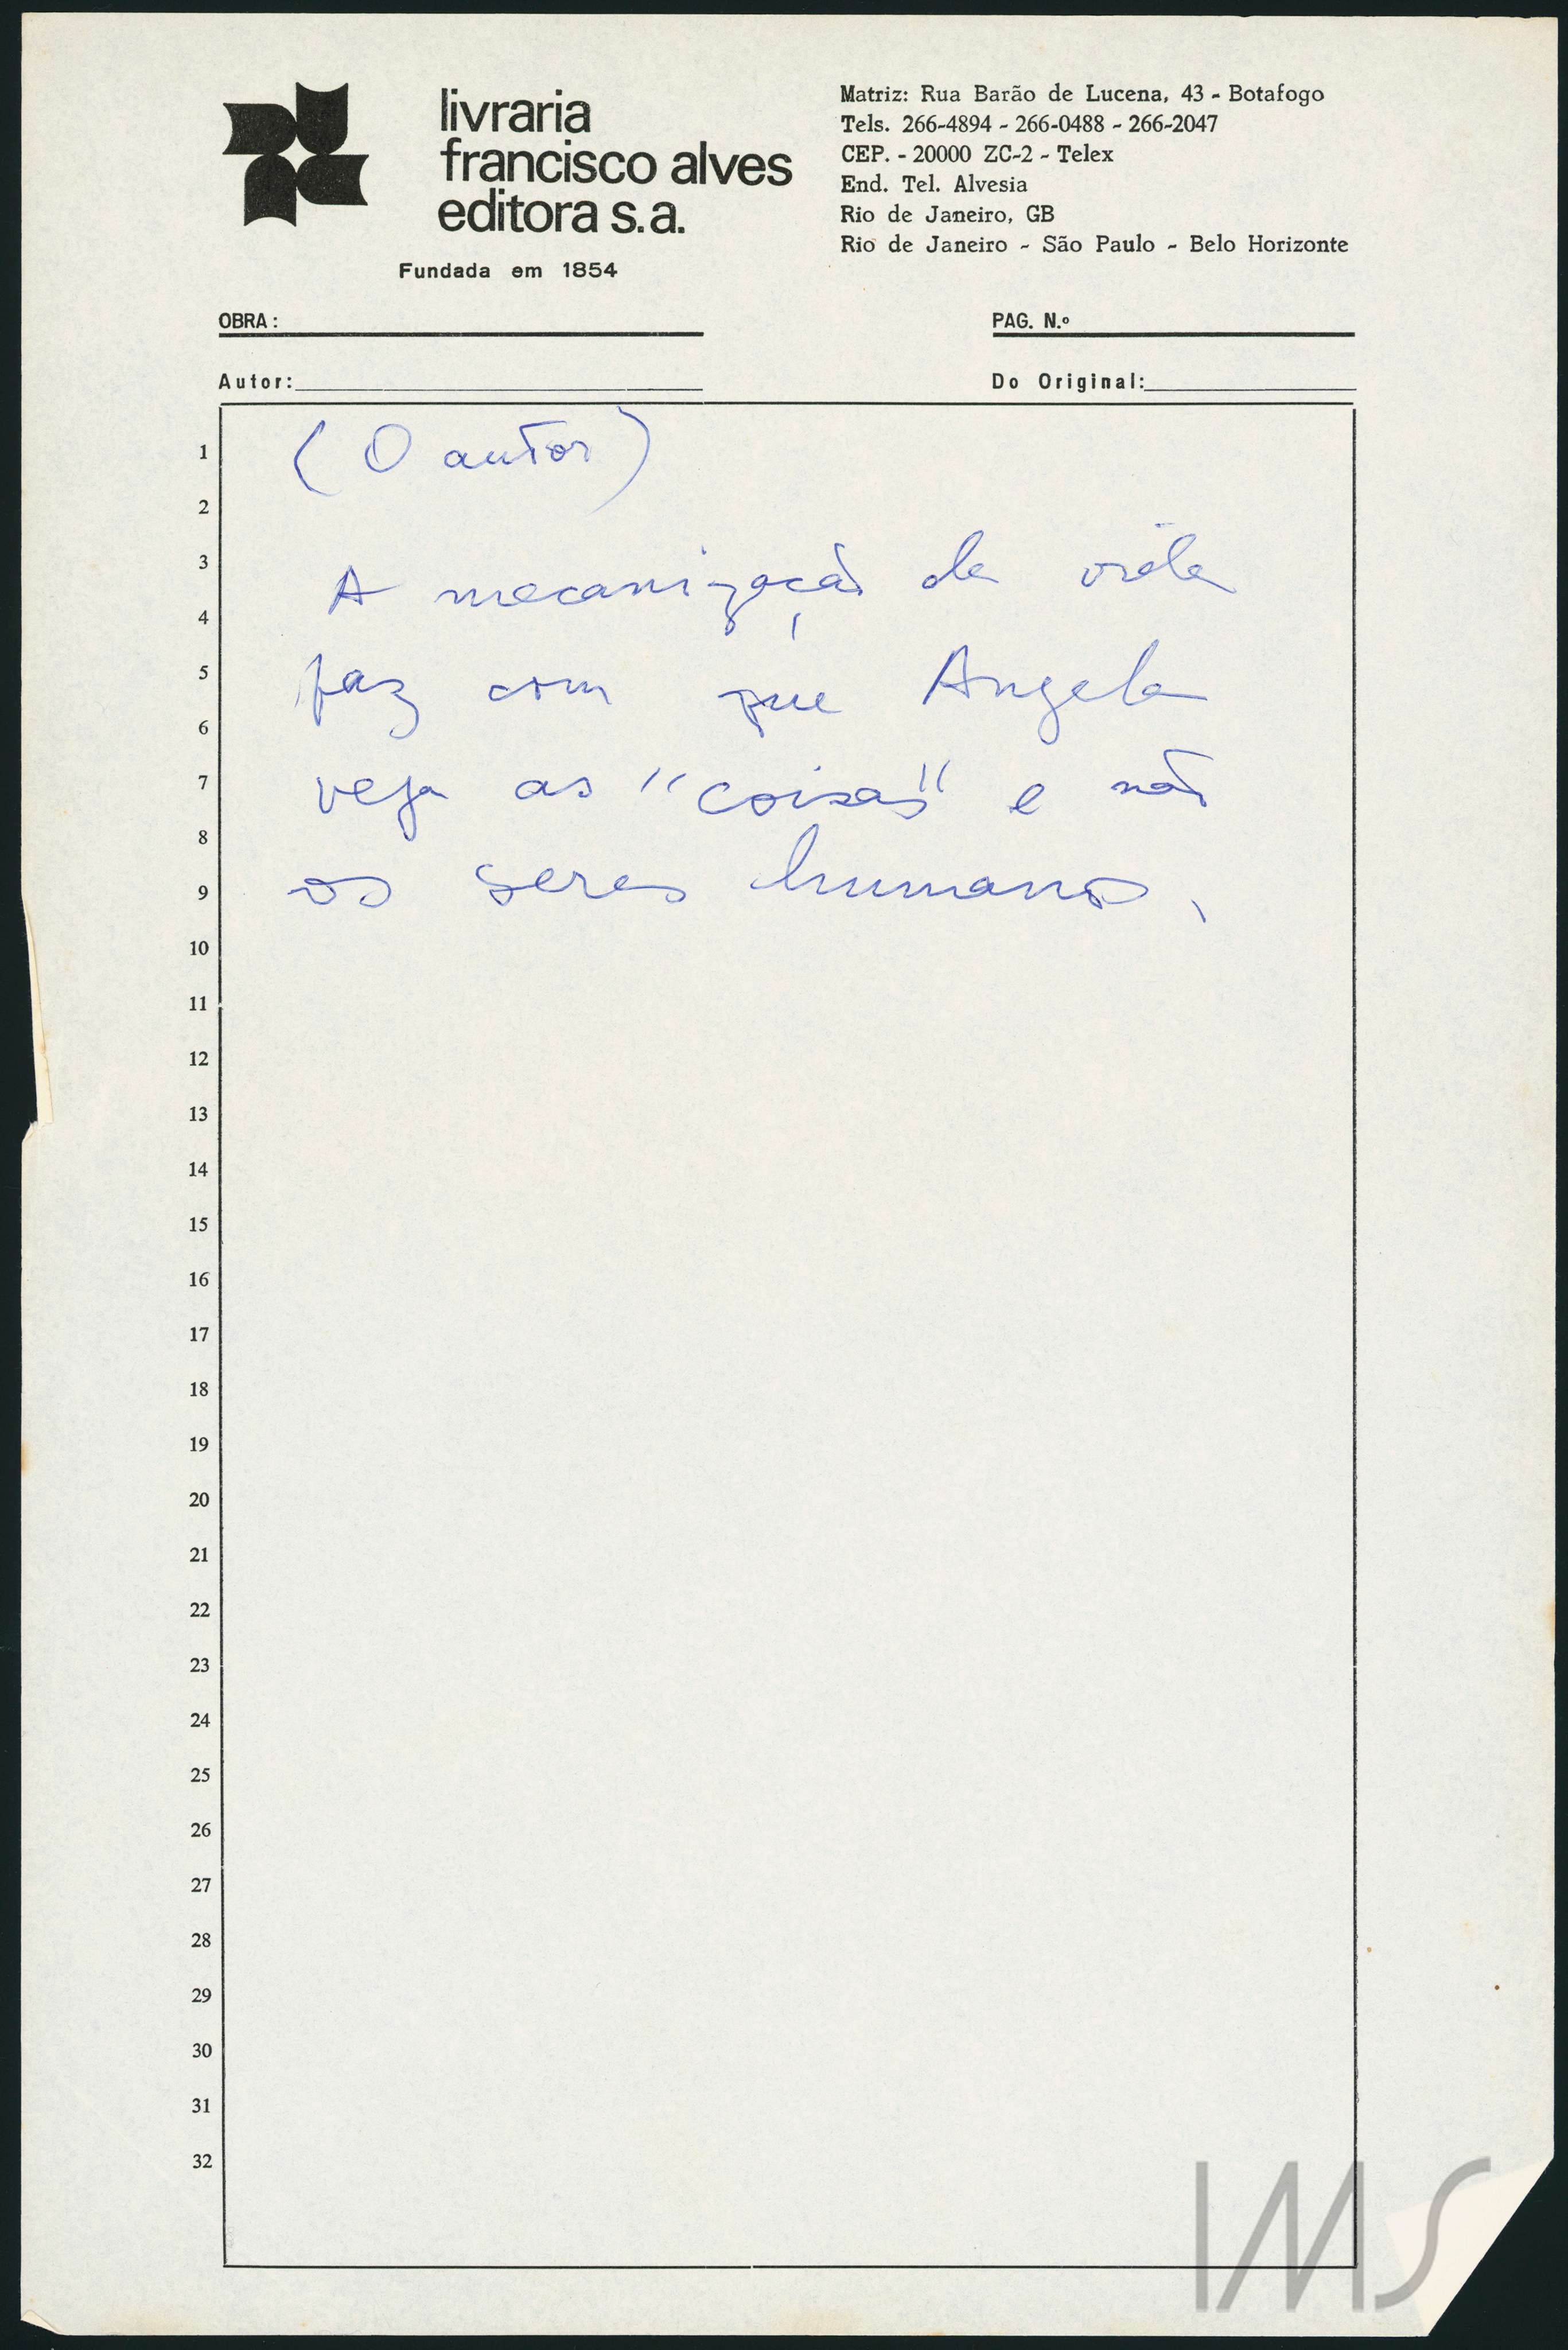 livraria
francisco alves
editora s.a.
Fundada em 1854
Matriz: Rua Barão de Lucena, 43 - Botafogo
Tels. 266-4894 - 266-0488 - 266-2047
CEP. - 20000 ZC-2 - Telex
End. Tel. Alvesia
Rio de Janeiro, GB
Rio de Janeiro - São Paulo - Belo Horizonte
OBRA:
PAG. N.º
Autor:
Do Original:
1
(O autor)
2
3
A mecanização da vida
4
5
faz com que Angela
6
7
veja as "coisas" e não
8
9
os seres humanos.
10
11
12
13
14
15
16
17
18
19
20
21
22
23
24
25
26
27
28
29
30
31
32
IMS